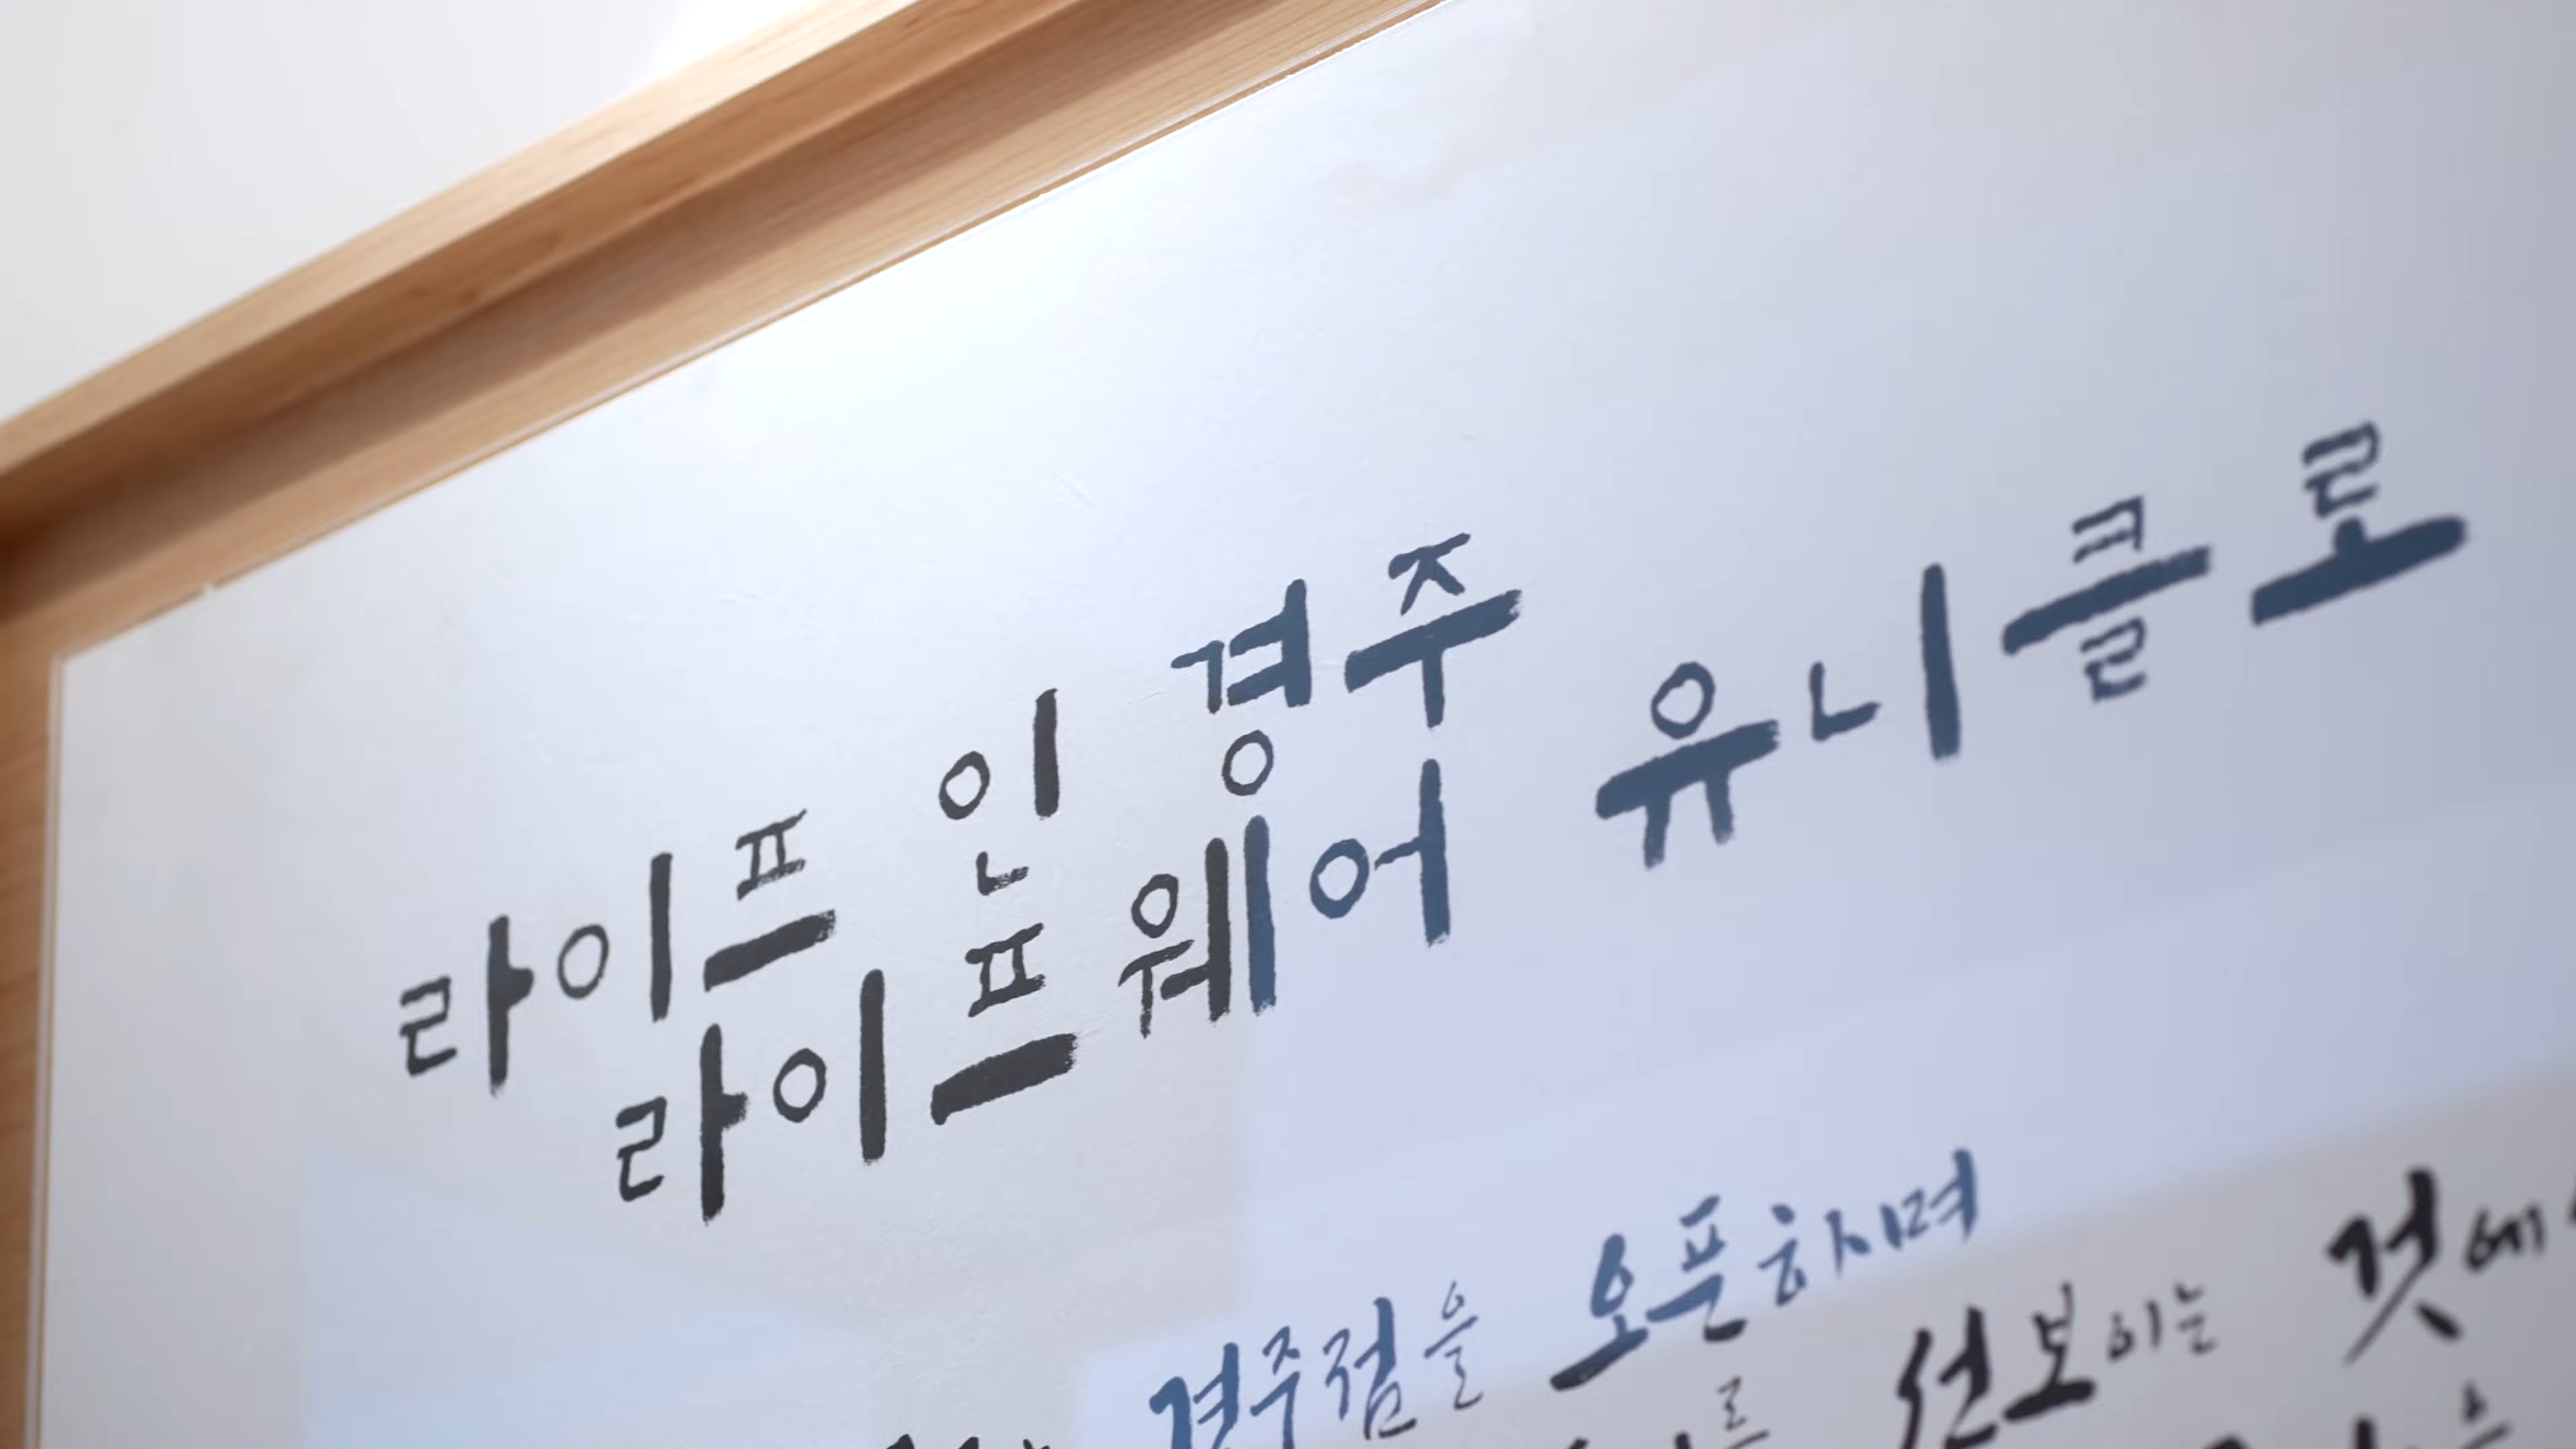 라이프 인 경주
라이프웨어 유니클로
경주점을 오픈하며
를 선보이는 것에